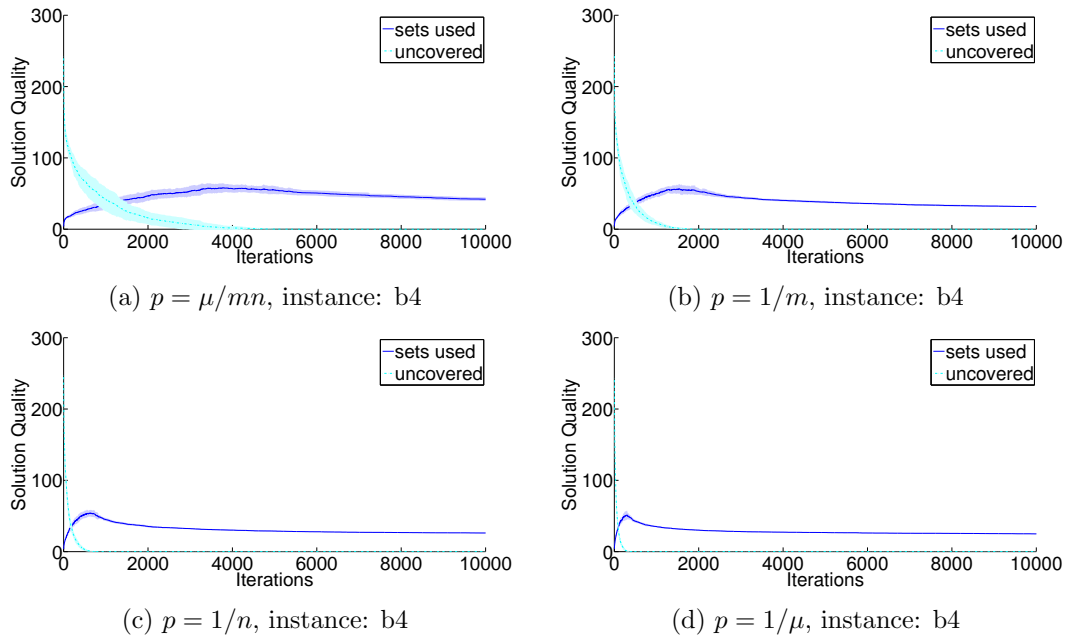 300
200
100
0
Solution Quality
sets used
uncovered
0 2000 4000 6000 8000 10000
Iterations
(a) p = μ/mn, instance: b4
300
200
100
0
Solution Quality
sets used
uncovered
0 2000 4000 6000 8000 10000
Iterations
(b) p = 1/m, instance: b4
300
200
100
0
Solution Quality
sets used
uncovered
0 2000 4000 6000 8000 10000
Iterations
(c) p = 1/n, instance: b4
300
200
100
0
Solution Quality
sets used
uncovered
0 2000 4000 6000 8000 10000
Iterations
(d) p = 1/μ, instance: b4